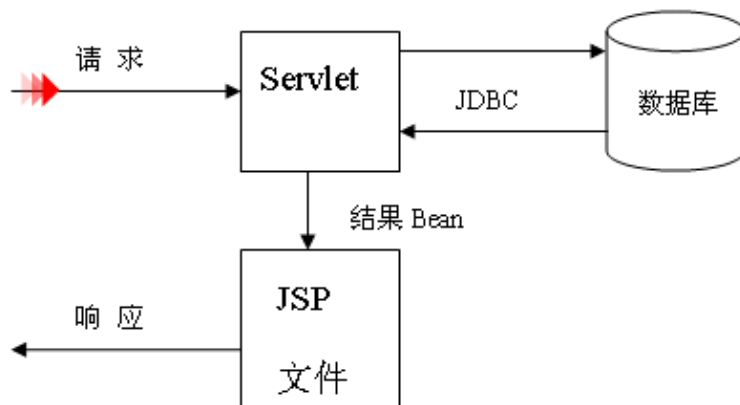 请 求
Servlet
JDBC
数据库
结果 Bean
响 应
JSP
文件